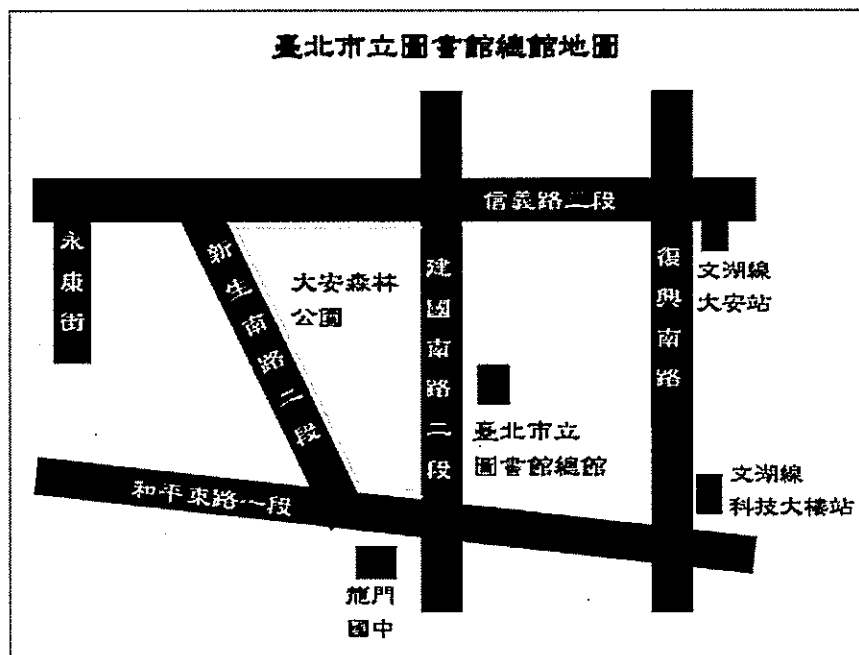 臺北市立圖書館總館地圖
信義路二段
永康街
新生南路二段
大安森林
公園
建國南路二段
復興南路
文湖線
大安站
臺北市立
圖書館總館
和平東路一段
文湖線
科技大樓站
龍門
國中